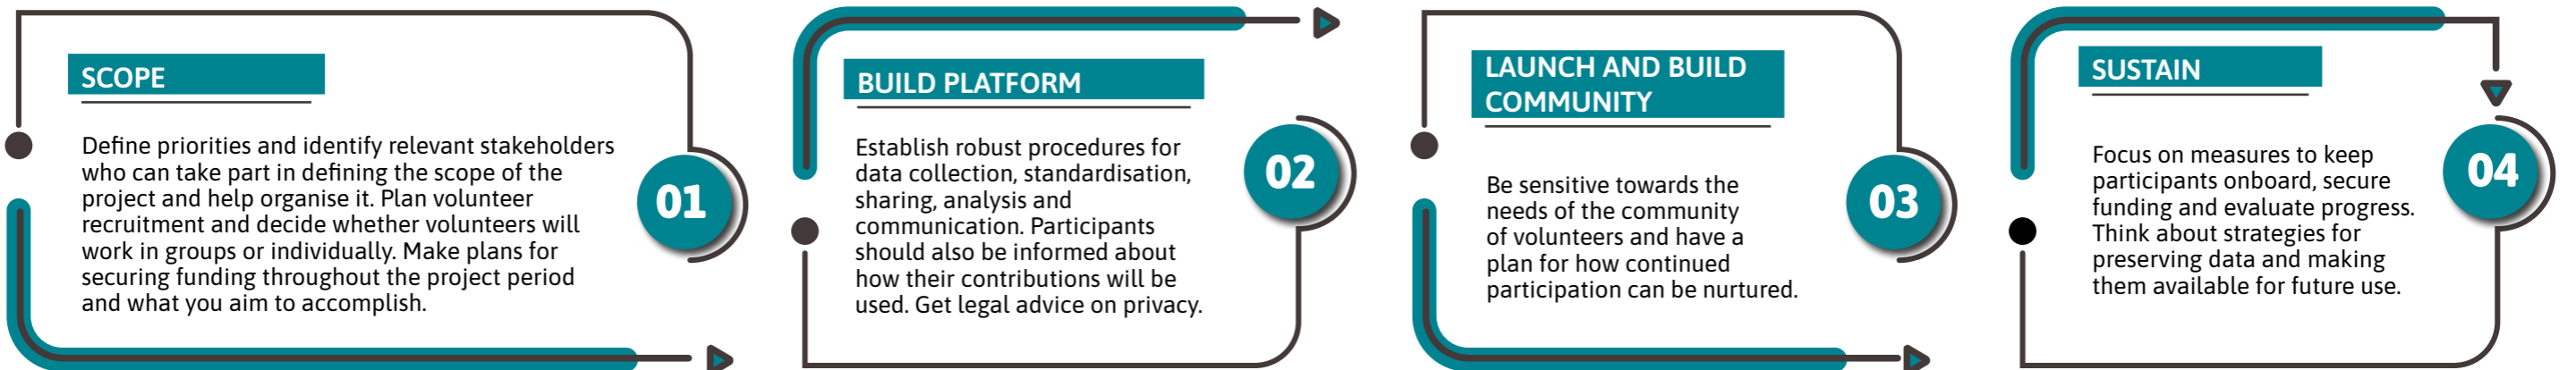 SCOPE
Define priorities and identify relevant stakeholders
who can take part in defining the scope of the
project and help organise it. Plan volunteer
recruitment and decide whether volunteers will
work in groups or individually. Make plans for
securing funding throughout the project period
and what you aim to accomplish.
01
BUILD PLATFORM
Establish robust procedures for
data collection, standardisation,
sharing, analysis and
communication. Participants
should also be informed about
how their contributions will be
used. Get legal advice on privacy.
02
LAUNCH AND BUILD
COMMUNITY
Be sensitive towards the
needs of the community
of volunteers and have a
plan for how continued
participation can be nurtured.
03
SUSTAIN
Focus on measures to keep
participants onboard, secure
funding and evaluate progress.
Think about strategies for
preserving data and making
them available for future use.
04